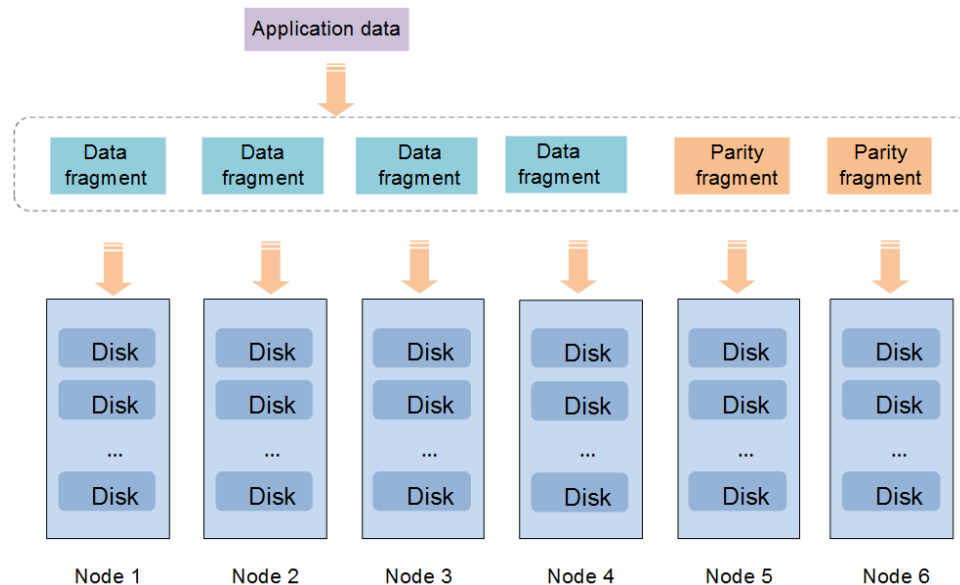 Application data
Data
fragment
Data
fragment
Data
fragment
Data
fragment
Parity
fragment
Parity
fragment
Disk
Disk
Disk
Disk
Disk
Disk
Disk
Disk
Disk
Disk
Disk
Disk
...
...
...
...
...
...
Disk
Disk
Disk
Disk
Disk
Disk
Node 1
Node 2
Node 3
Node 4
Node 5
Node 6